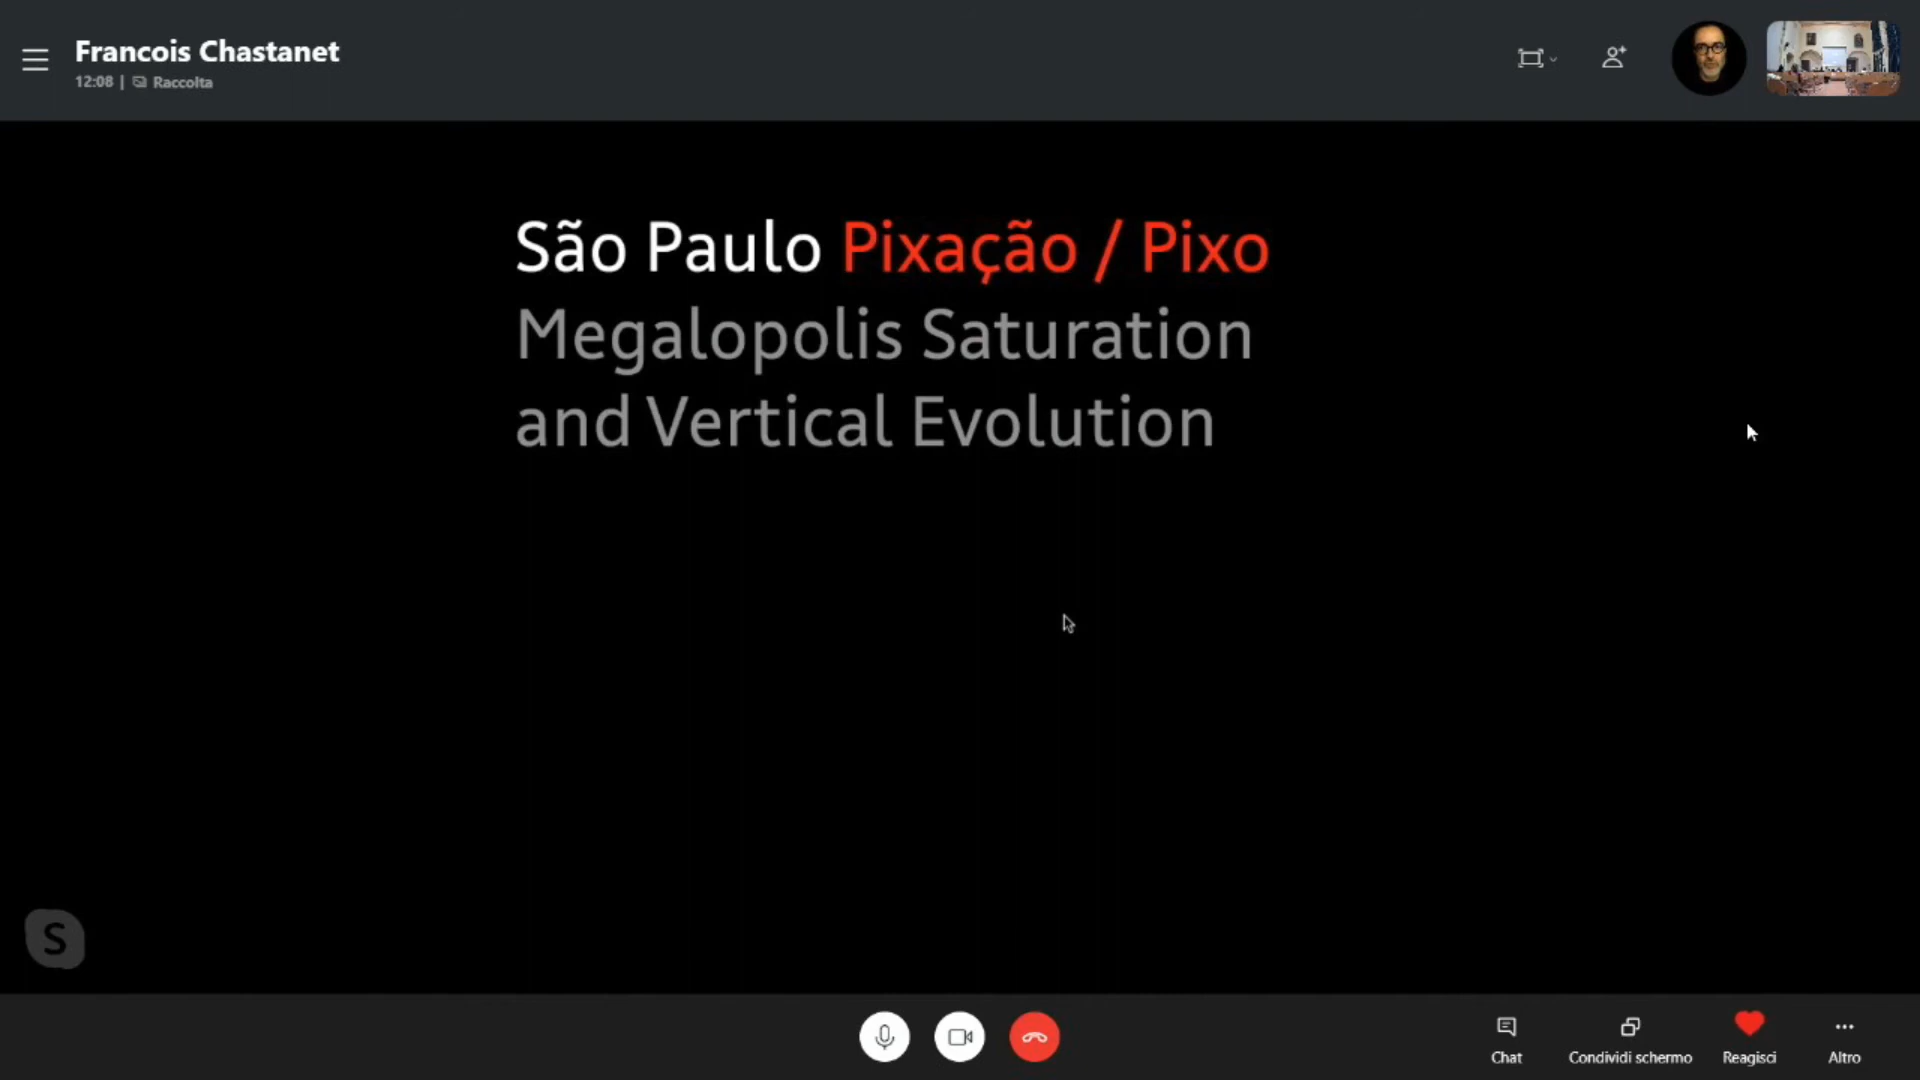 Francois Chastanet
12:08 | Raccolta
São Paulo Pixação / Pixo
Megalopolis Saturation
and Vertical Evolution
S
Chat
Condividi schermo
Reagisci
Altro